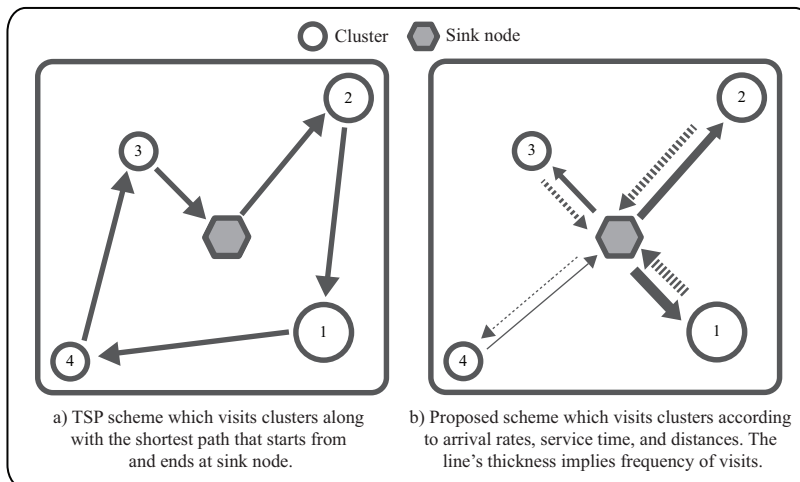 Cluster
Sink node
2
3
1
4
a) TSP scheme which visits clusters along
with the shortest path that starts from
and ends at sink node.
2
3
1
4
b) Proposed scheme which visits clusters according
to arrival rates, service time, and distances. The
line's thickness implies frequency of visits.